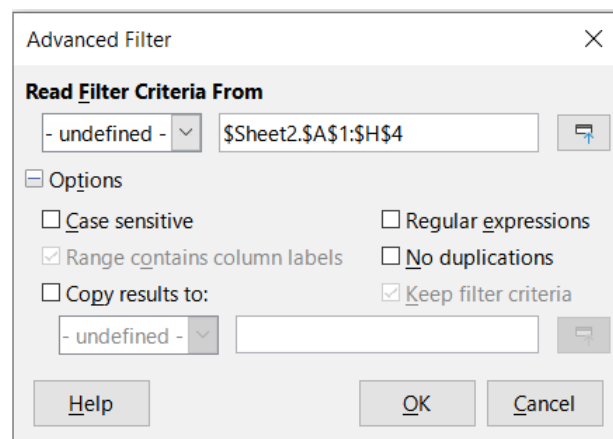 Advanced Filter
Read Filter Criteria From
- undefined - $Sheet2.$A$1:$H$4
Options
Case sensitive Regular expressions
Range contains column labels No duplications
Copy results to: Keep filter criteria
- undefined -
Help OK Cancel